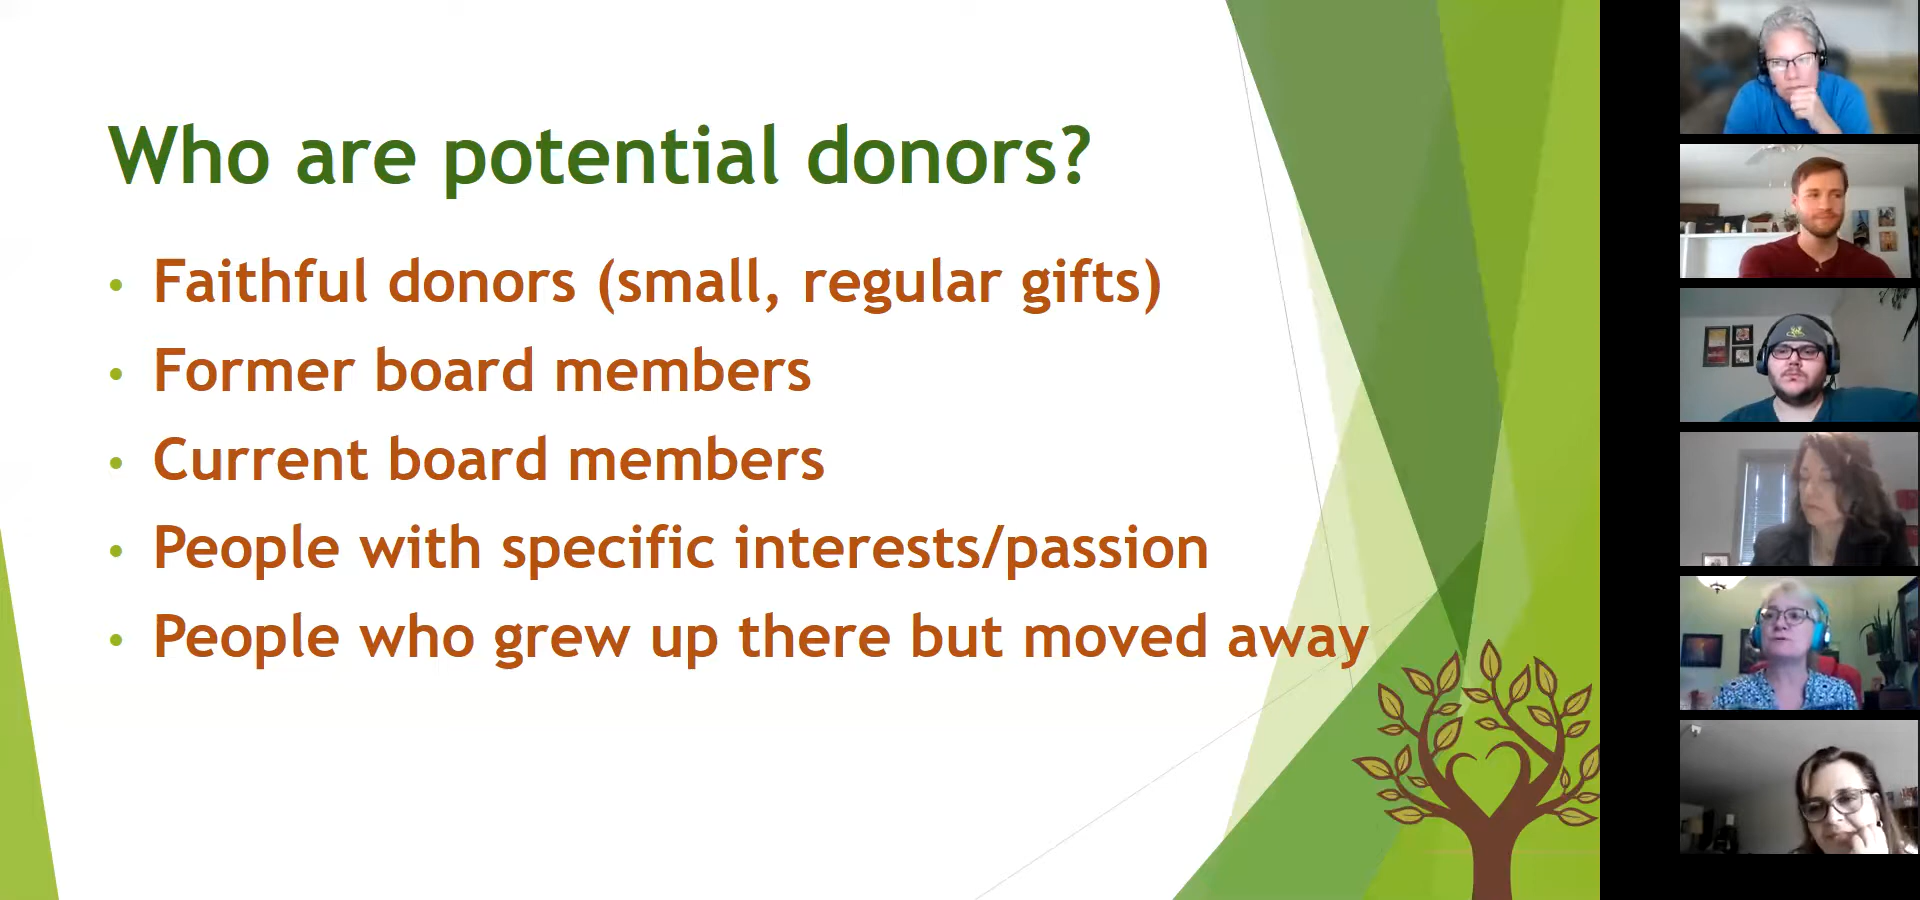 Who are potential donors?
• Faithful donors (small, regular gifts)
• Former board members
• Current board members
• People with specific interests/passion
• People who grew up there but moved away